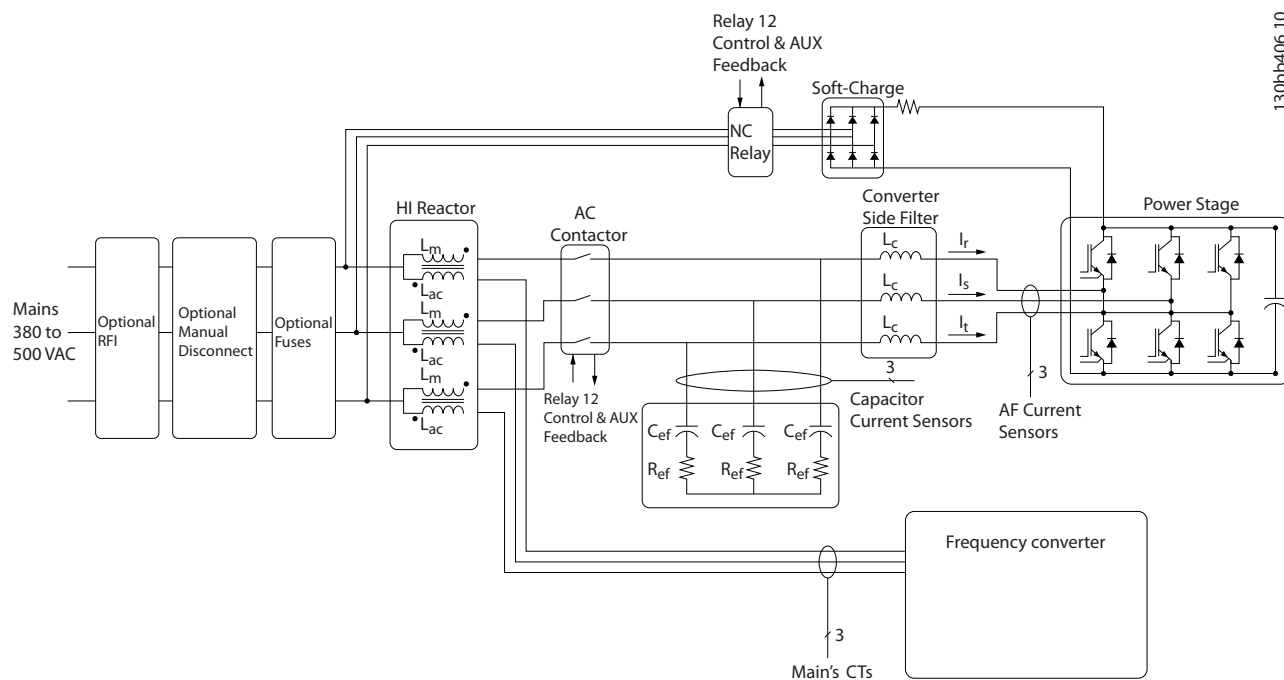 Relay 12
Control & AUX
Feedback
130bb406.10
Soft-Charge
NC
Relay
HI Reactor
AC
Contactor
Converter
Side Filter
Power Stage
Lm
Lac
Lm
Lac
Lm
Lac
Lc
Lc
Lc
Ir
Is
It
Mains
380 to
500 VAC
Optional
RFI
Optional
Manual
Disconnect
Optional
Fuses
Relay 12
Control & AUX
Feedback
3
Capacitor
Current Sensors
3
AF Current
Sensors
Cef
Cef
Cef
Ref
Ref
Ref
Frequency converter
3
Main's CTs